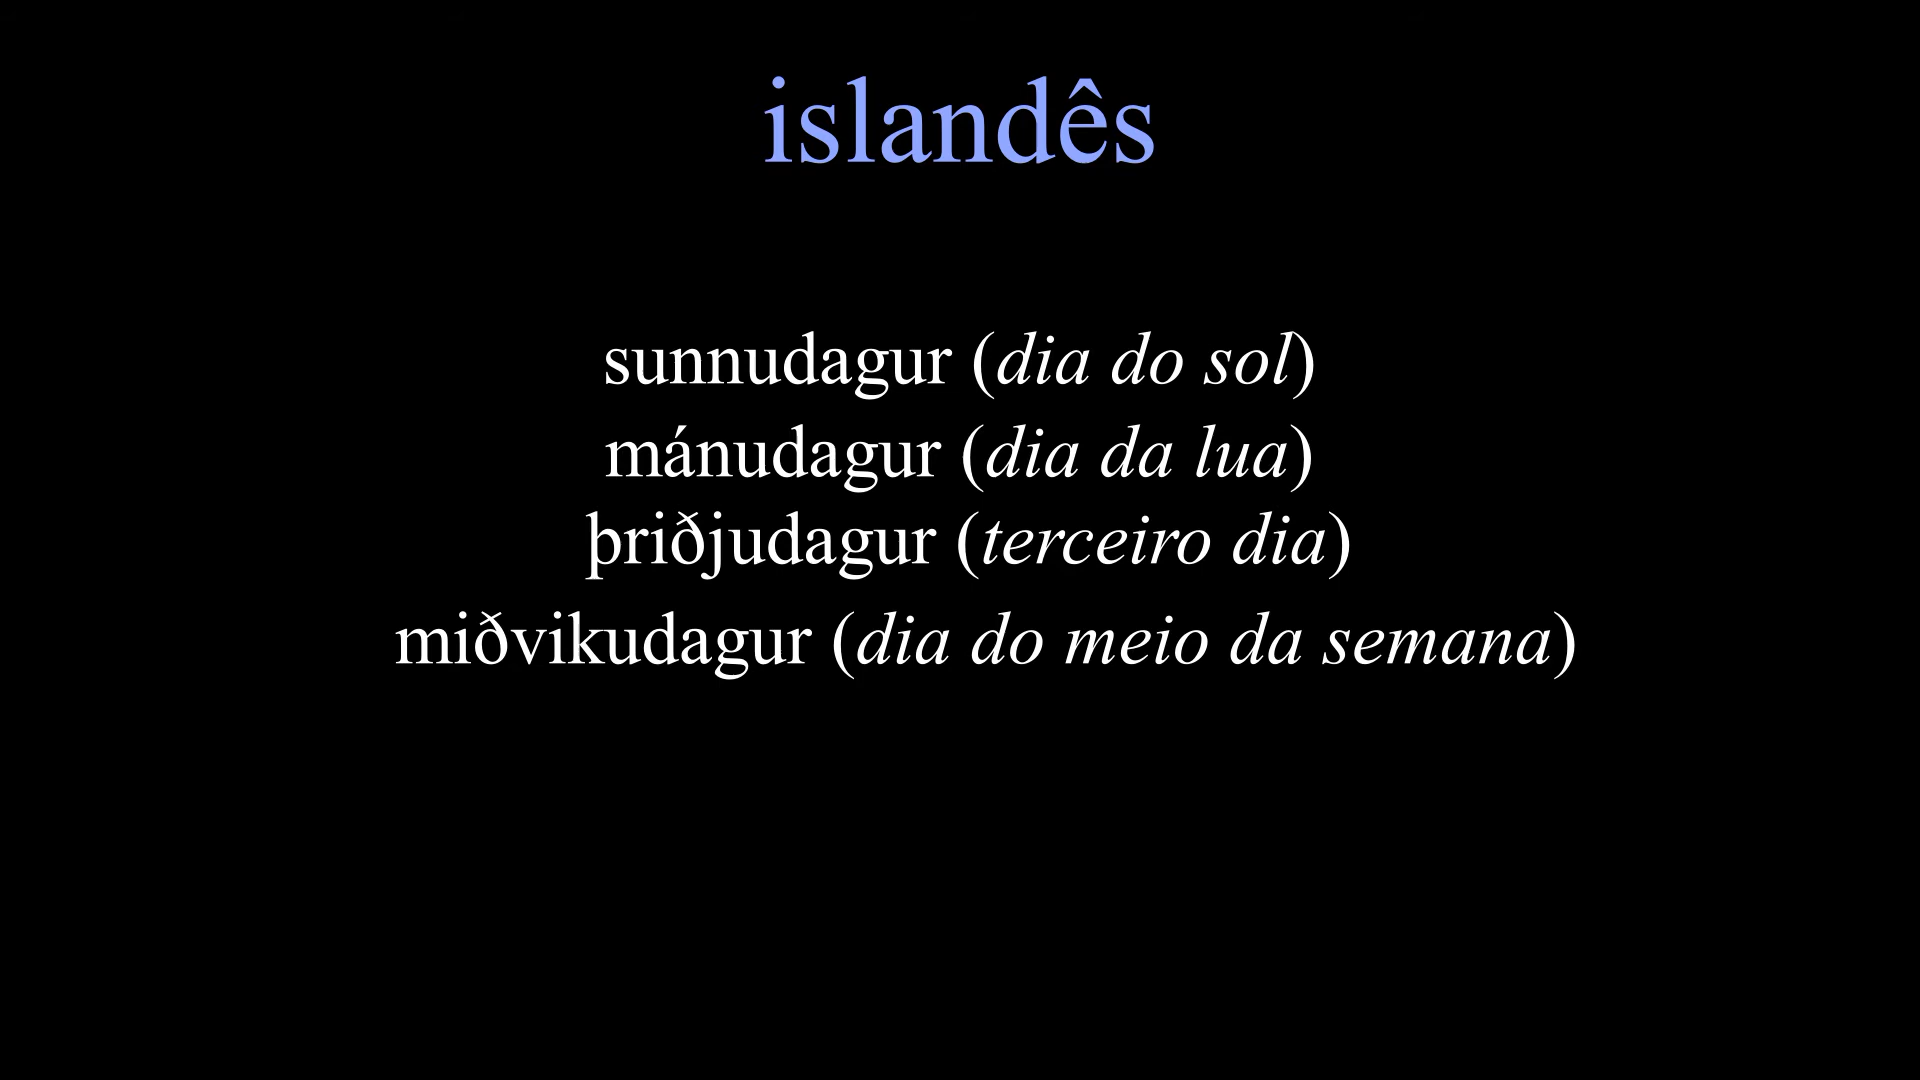 islandês
sunnudagur (dia do sol)
mánudagur (dia da lua)
þriðjudagur (terceiro dia)
miðvikudagur (dia do meio da semana)